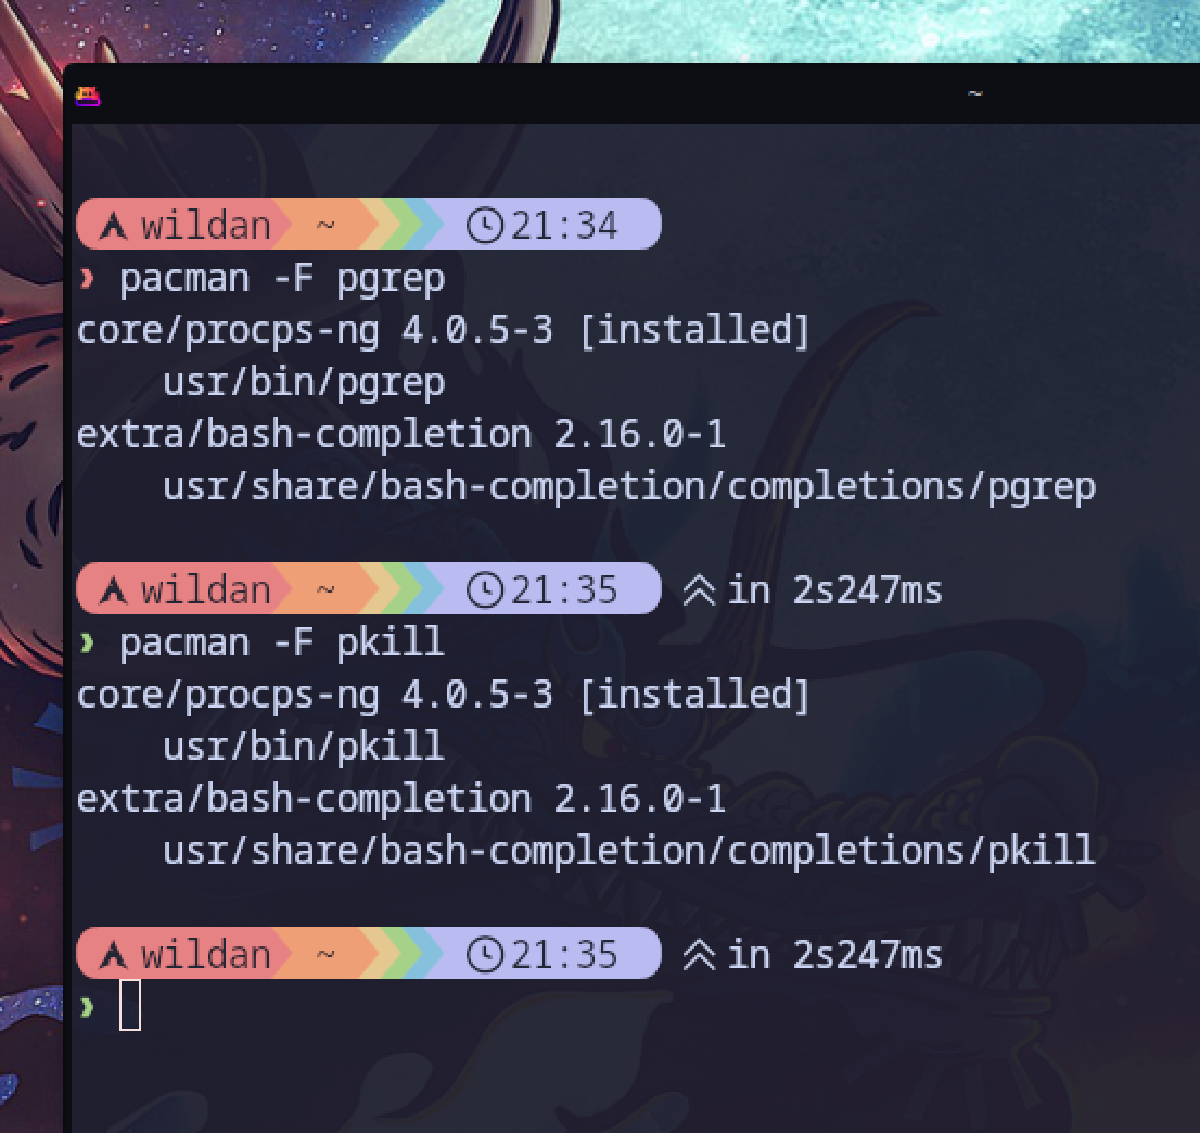 ~
wildan ~ 21:34
❯ pacman -F pgrep
core/procps-ng 4.0.5-3 [installed]
    usr/bin/pgrep
extra/bash-completion 2.16.0-1
    usr/share/bash-completion/completions/pgrep
wildan ~ 21:35 in 2s247ms
❯ pacman -F pkill
core/procps-ng 4.0.5-3 [installed]
    usr/bin/pkill
extra/bash-completion 2.16.0-1
    usr/share/bash-completion/completions/pkill
wildan ~ 21:35 in 2s247ms
❯